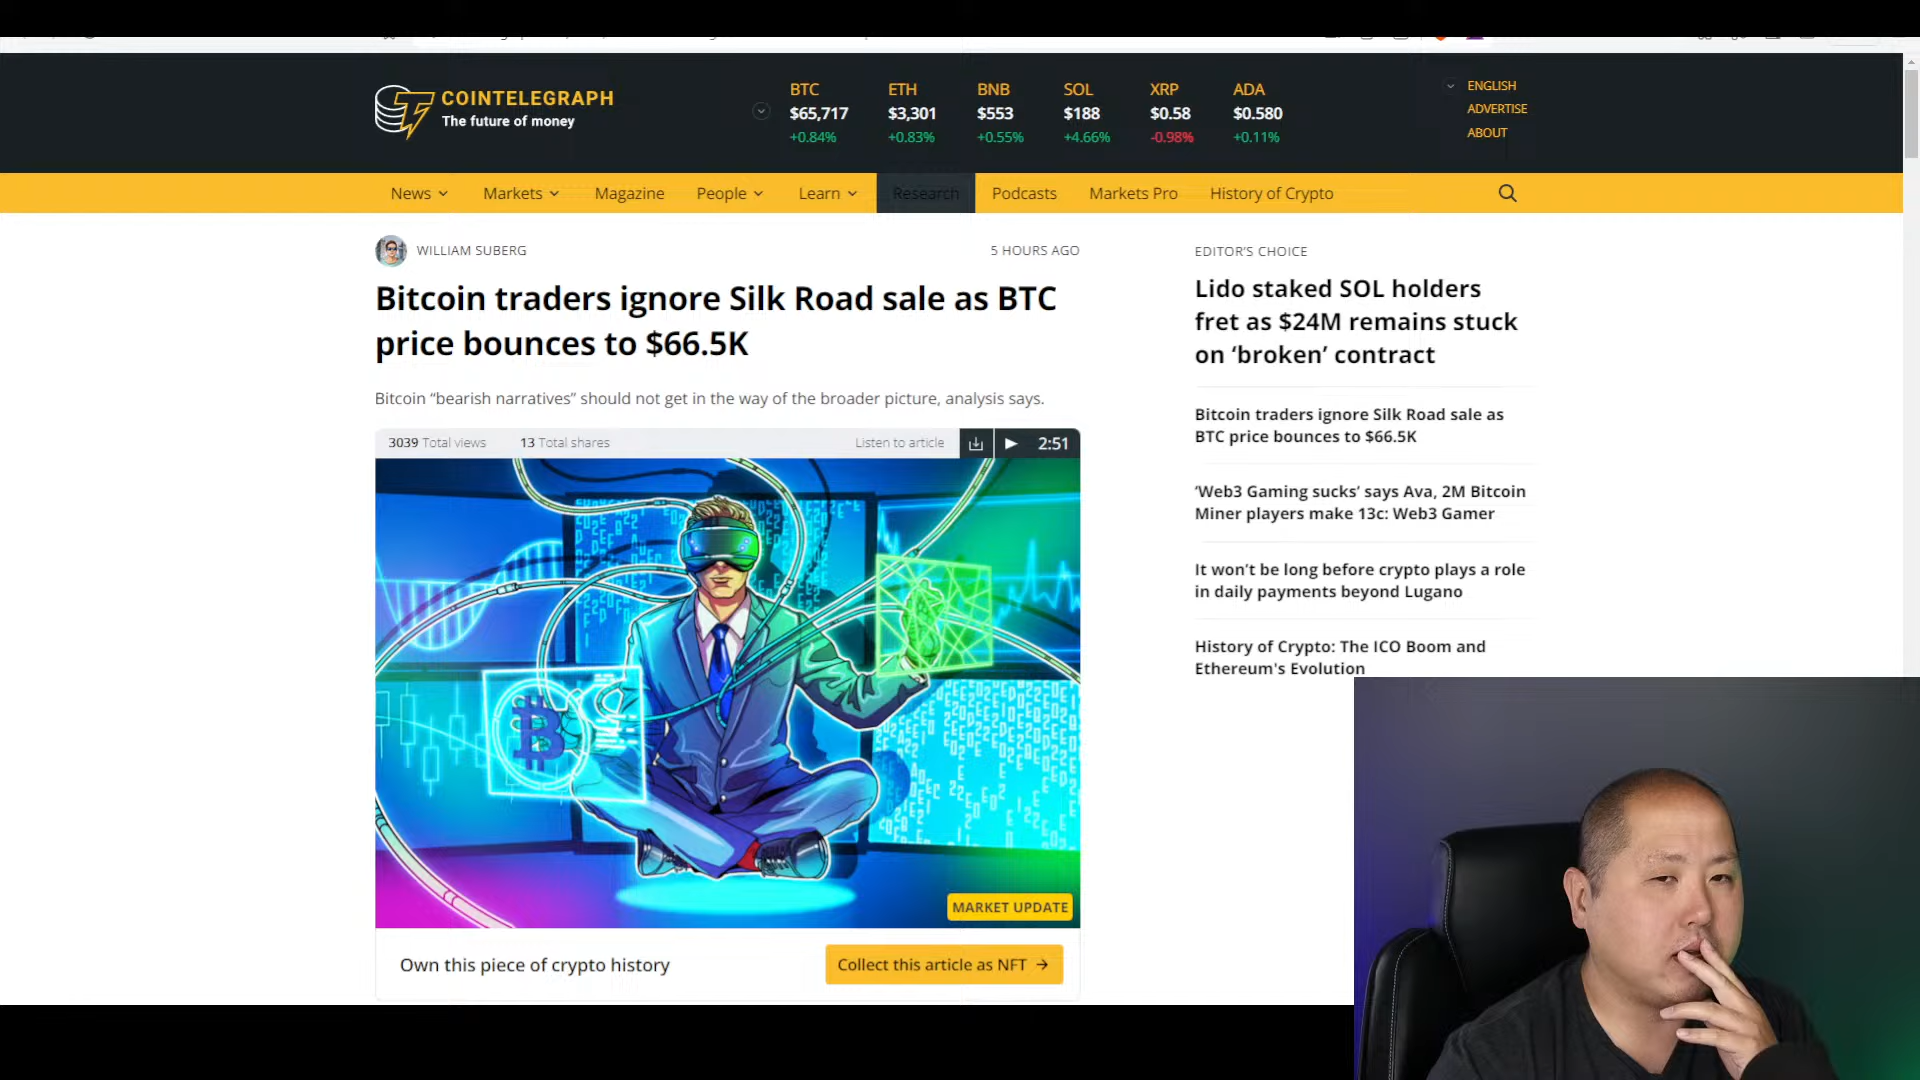 COINTELEGRAPH
The future of money
BTC
$65,717
+0.84%
ETH
$3,301
+0.83%
BNB
$553
+0.55%
SOL
$188
+4.66%
XRP
$0.58
-0.98%
ADA
$0.580
+0.11%
ENGLISH
ADVERTISE
ABOUT
News Markets Magazine People Learn Research Podcasts Markets Pro History of Crypto
WILLIAM SUBERG
5 HOURS AGO
Bitcoin traders ignore Silk Road sale as BTC
price bounces to $66.5K
Bitcoin “bearish narratives” should not get in the way of the broader picture, analysis says.
3039 Total views 13 Total shares Listen to article 2:51
MARKET UPDATE
Own this piece of crypto history
Collect this article as NFT →
EDITOR’S CHOICE
Lido staked SOL holders
fret as $24M remains stuck
on ‘broken’ contract
Bitcoin traders ignore Silk Road sale as
BTC price bounces to $66.5K
‘Web3 Gaming sucks’ says Ava, 2M Bitcoin
Miner players make 13c: Web3 Gamer
It won’t be long before crypto plays a role
in daily payments beyond Lugano
History of Crypto: The ICO Boom and
Ethereum's Evolution